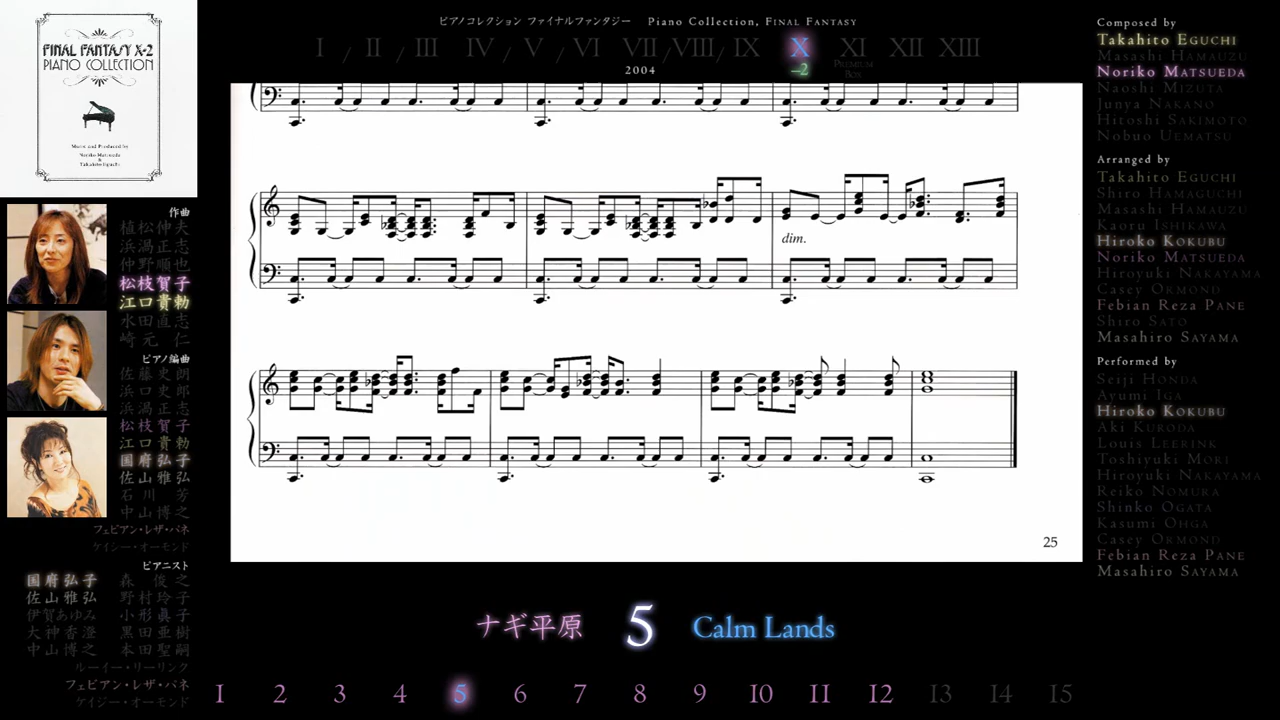 ピアノコレクション ファイナルファンタジー Piano Collection, FINAL FANTASY
I / II / III IV / V / VI VII / VIII / IX X XI XII XIII
2004
–2
PREMIUM
BOX
FINAL FANTASY X-2
PIANO COLLECTION
Music and Produced by
Noriko Matsueda
&
Takahito Eguchi
作曲
植松伸夫
浜渦正志
仲野順也
松枝賀子
江口貴勅
水田直志
崎元仁
ピアノ編曲
佐藤史朗
浜口史郎
浜渦正志
松枝賀子
江口貴勅
国府弘子
佐山雅弘
石川芳
中山博之
フェビアン・レザ・パネ
ケイシー・オーモンド
ピアニスト
国府弘子 森俊之
佐山雅弘 野村玲子
伊賀あゆみ 小形眞子
大神香澄 黒田亜樹
中山博之 本田聖嗣
ルーイー・リーリンク
フェビアン・レザ・パネ
ケイジー・オーモンド
dim.
25
ナギ平原 5 Calm Lands
1 2 3 4 5 6 7 8 9 10 11 12 13 14 15
Composed by
Takahito EGUCHI
Masashi HAMAUZU
Noriko MATSUEDA
Naoshi MIZUTA
Junya NAKANO
Hitoshi SAKIMOTO
Nobuo UEMATSU
Arranged by
Takahito EGUCHI
Shiro HAMAGUCHI
Masashi HAMAUZU
Kaoru ISHIKAWA
Hiroko KOKUBU
Noriko MATSUEDA
Hiroyuki NAKAYAMA
Casey ORMOND
Febian Reza PANE
Shiro SATO
Masahiro SAYAMA
Performed by
Seiji HONDA
Ayumi IGA
Hiroko KOKUBU
Aki KURODA
Louis LEERINK
Toshiyuki MORI
Hiroyuki NAKAYAMA
Reiko NOMURA
Shinko OGATA
Kasumi OHGA
Casey ORMOND
Febian Reza PANE
Masahiro SAYAMA